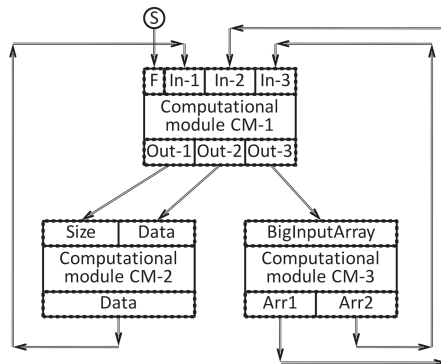 S
F In-1 In-2 In-3
Computational
module CM-1
Out-1 Out-2 Out-3
Size Data
Computational
module CM-2
Data
BigInputArray
Computational
module CM-3
Arr1 Arr2